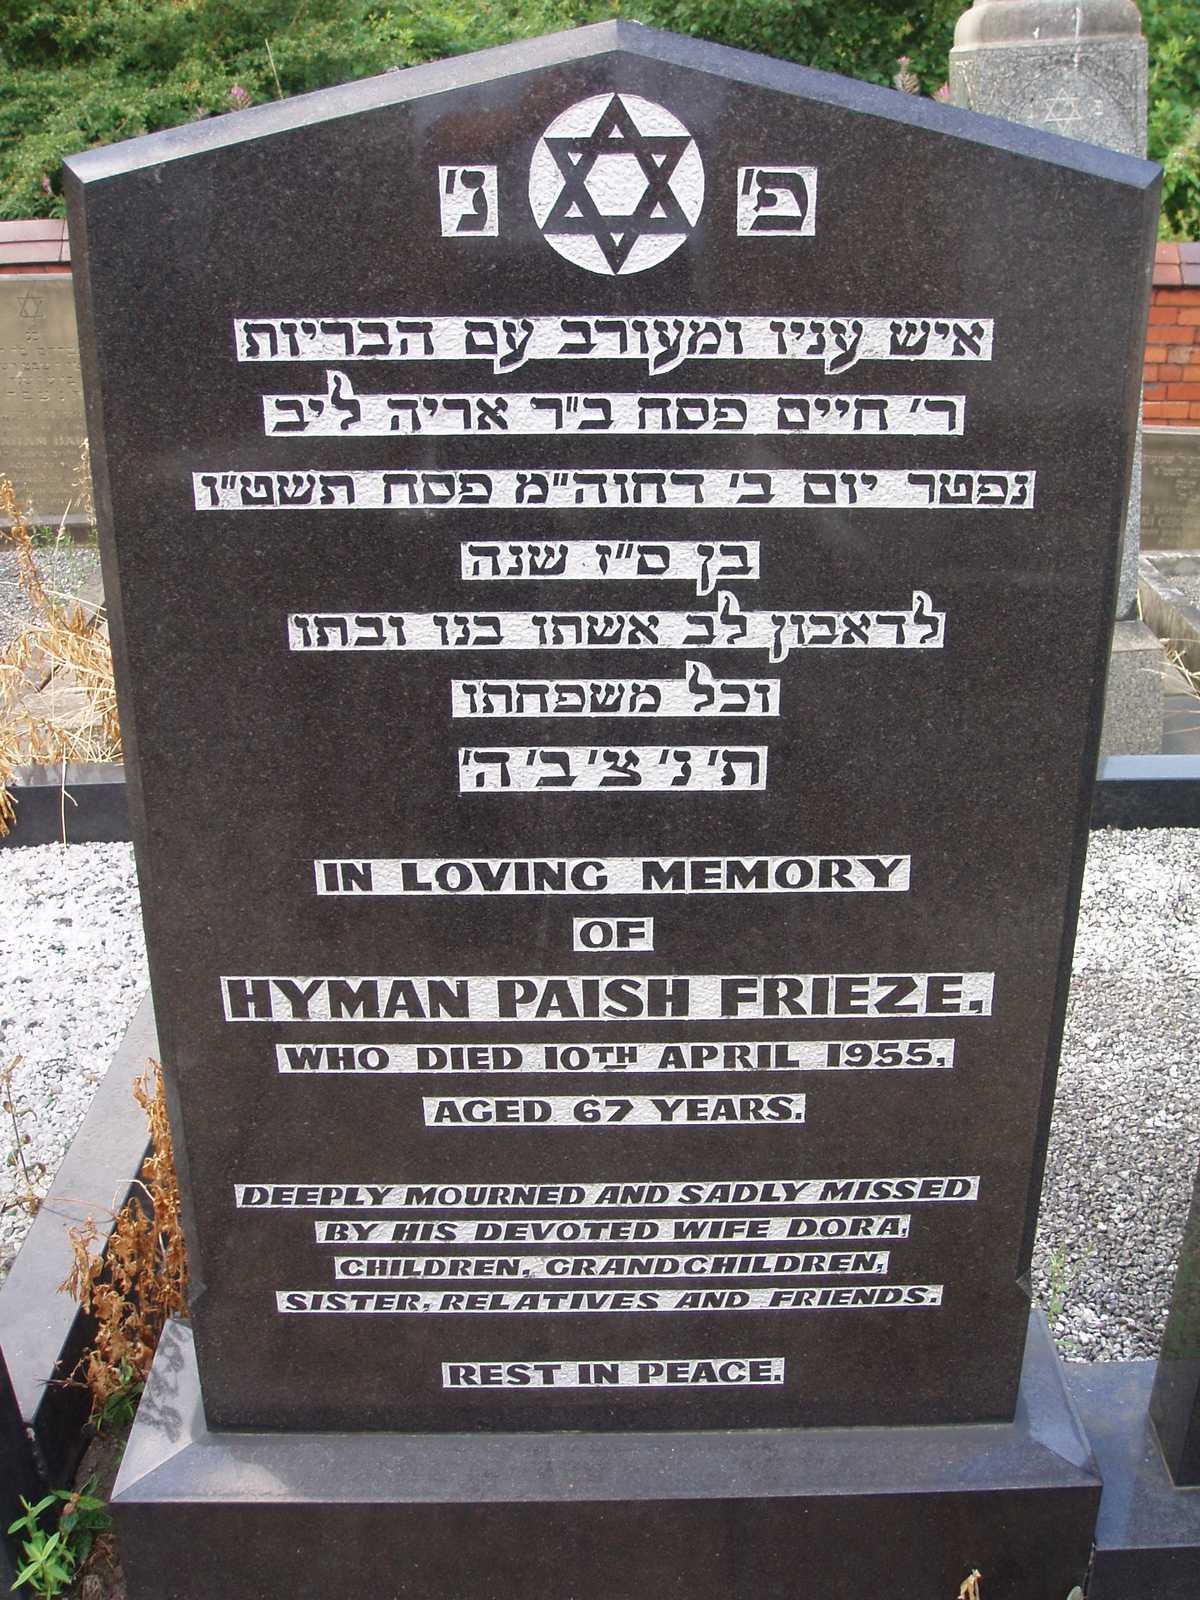 פ' נ'
איש עניו ומעורב עם הבריות
ר' חיים פסח ב"ר אריה ליב
נפטר יום ב' דחוה"מ פסח תשט"ו
בן ס"ז שנה
לדאבון לב אשתו בנו ובתו
וכל משפחתו
ת' נ' צ' ב' ה'
IN LOVING MEMORY
OF
HYMAN PAISH FRIEZE,
WHO DIED 10TH APRIL 1955,
AGED 67 YEARS.
DEEPLY MOURNED AND SADLY MISSED
BY HIS DEVOTED WIFE DORA,
CHILDREN, GRANDCHILDREN,
SISTER, RELATIVES AND FRIENDS.
REST IN PEACE.